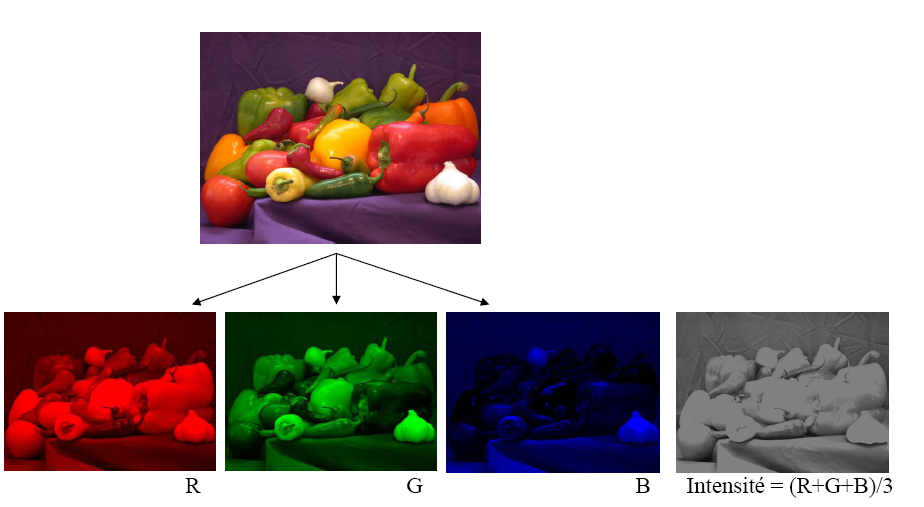 R
G
B
Intensité = (R+G+B)/3